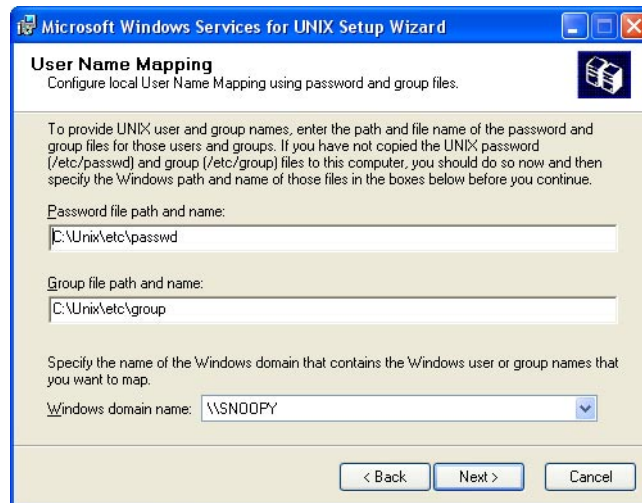 Microsoft Windows Services for UNIX Setup Wizard
User Name Mapping
Configure local User Name Mapping using password and group files.
To provide UNIX user and group names, enter the path and file name of the password and
group files for those users and groups. If you have not copied the UNIX password
(/etc/passwd) and group (/etc/group) files to this computer, you should do so now and then
specify the Windows path and name of those files in the boxes below before you continue.
Password file path and name:
C:\Unix\etc\passwd
Group file path and name:
C:\Unix\etc\group
Specify the name of the Windows domain that contains the Windows user or group names that
you want to map.
Windows domain name: \\SNOOPY
< Back Next > Cancel